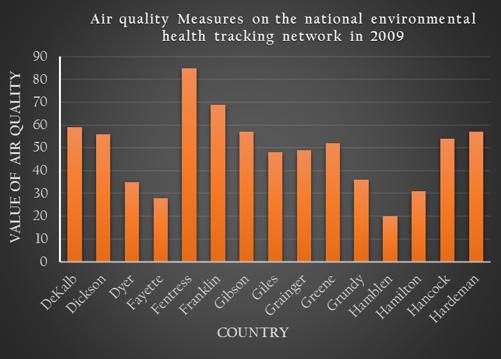 Air quality Measures on the national environmental
health tracking network in 2009
VALUE OF AIR QUALITY
90
80
70
60
50
40
30
20
10
0
DeKalb
Dickson
Dyer
Fayette
Fentress
Franklin
Gibson
Giles
Grainger
Greene
Grundy
Hamblen
Hamilton
Hancock
Hardeman
COUNTRY